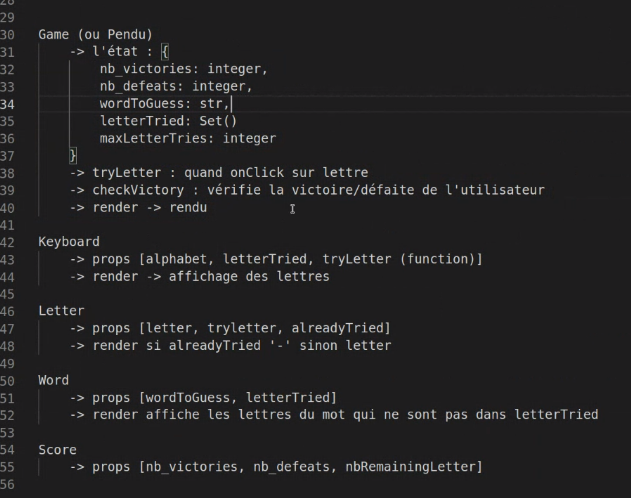 28
29
30 Game (ou Pendu)
31 -> l'état : {
32 nb_victories: integer,
33 nb_defeats: integer,
34 wordToGuess: str,
35 letterTried: Set()
36 maxLetterTries: integer
37 }
38 -> tryLetter : quand onClick sur lettre
39 -> checkVictory : vérifie la victoire/défaite de l'utilisateur
40 -> render -> rendu
41
42 Keyboard
43 -> props [alphabet, letterTried, tryLetter (function)]
44 -> render -> affichage des lettres
45
46 Letter
47 -> props [letter, tryletter, alreadyTried]
48 -> render si alreadyTried '-' sinon letter
49
50 Word
51 -> props [wordToGuess, letterTried]
52 -> render affiche les lettres du mot qui ne sont pas dans letterTried
53
54 Score
55 -> props [nb_victories, nb_defeats, nbRemainingLetter]
56